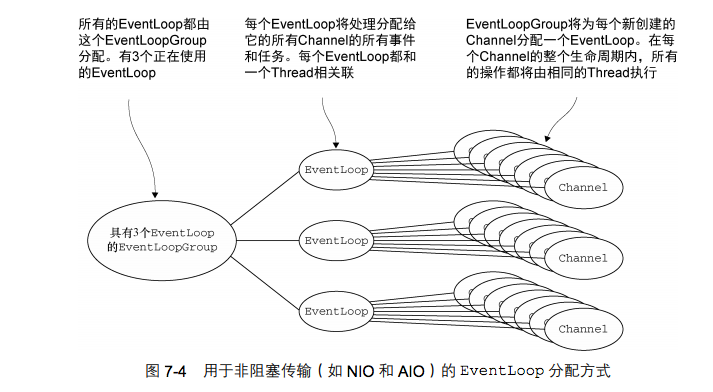 所有的EventLoop都由
这个EventLoopGroup
分配。有3个正在使用
的EventLoop
每个EventLoop将处理分配给
它的所有Channel的所有事件
和任务。每个EventLoop都和
一个Thread相关联
EventLoopGroup将为每个新创建的
Channel分配一个EventLoop。在每
个Channel的整个生命周期内，所有
的操作都将由相同的Thread执行
EventLoop
Channel
具有3个EventLoop
的EventLoopGroup
EventLoop
Channel
EventLoop
Channel
图 7-4 用于非阻塞传输（如 NIO 和 AIO）的 EventLoop 分配方式